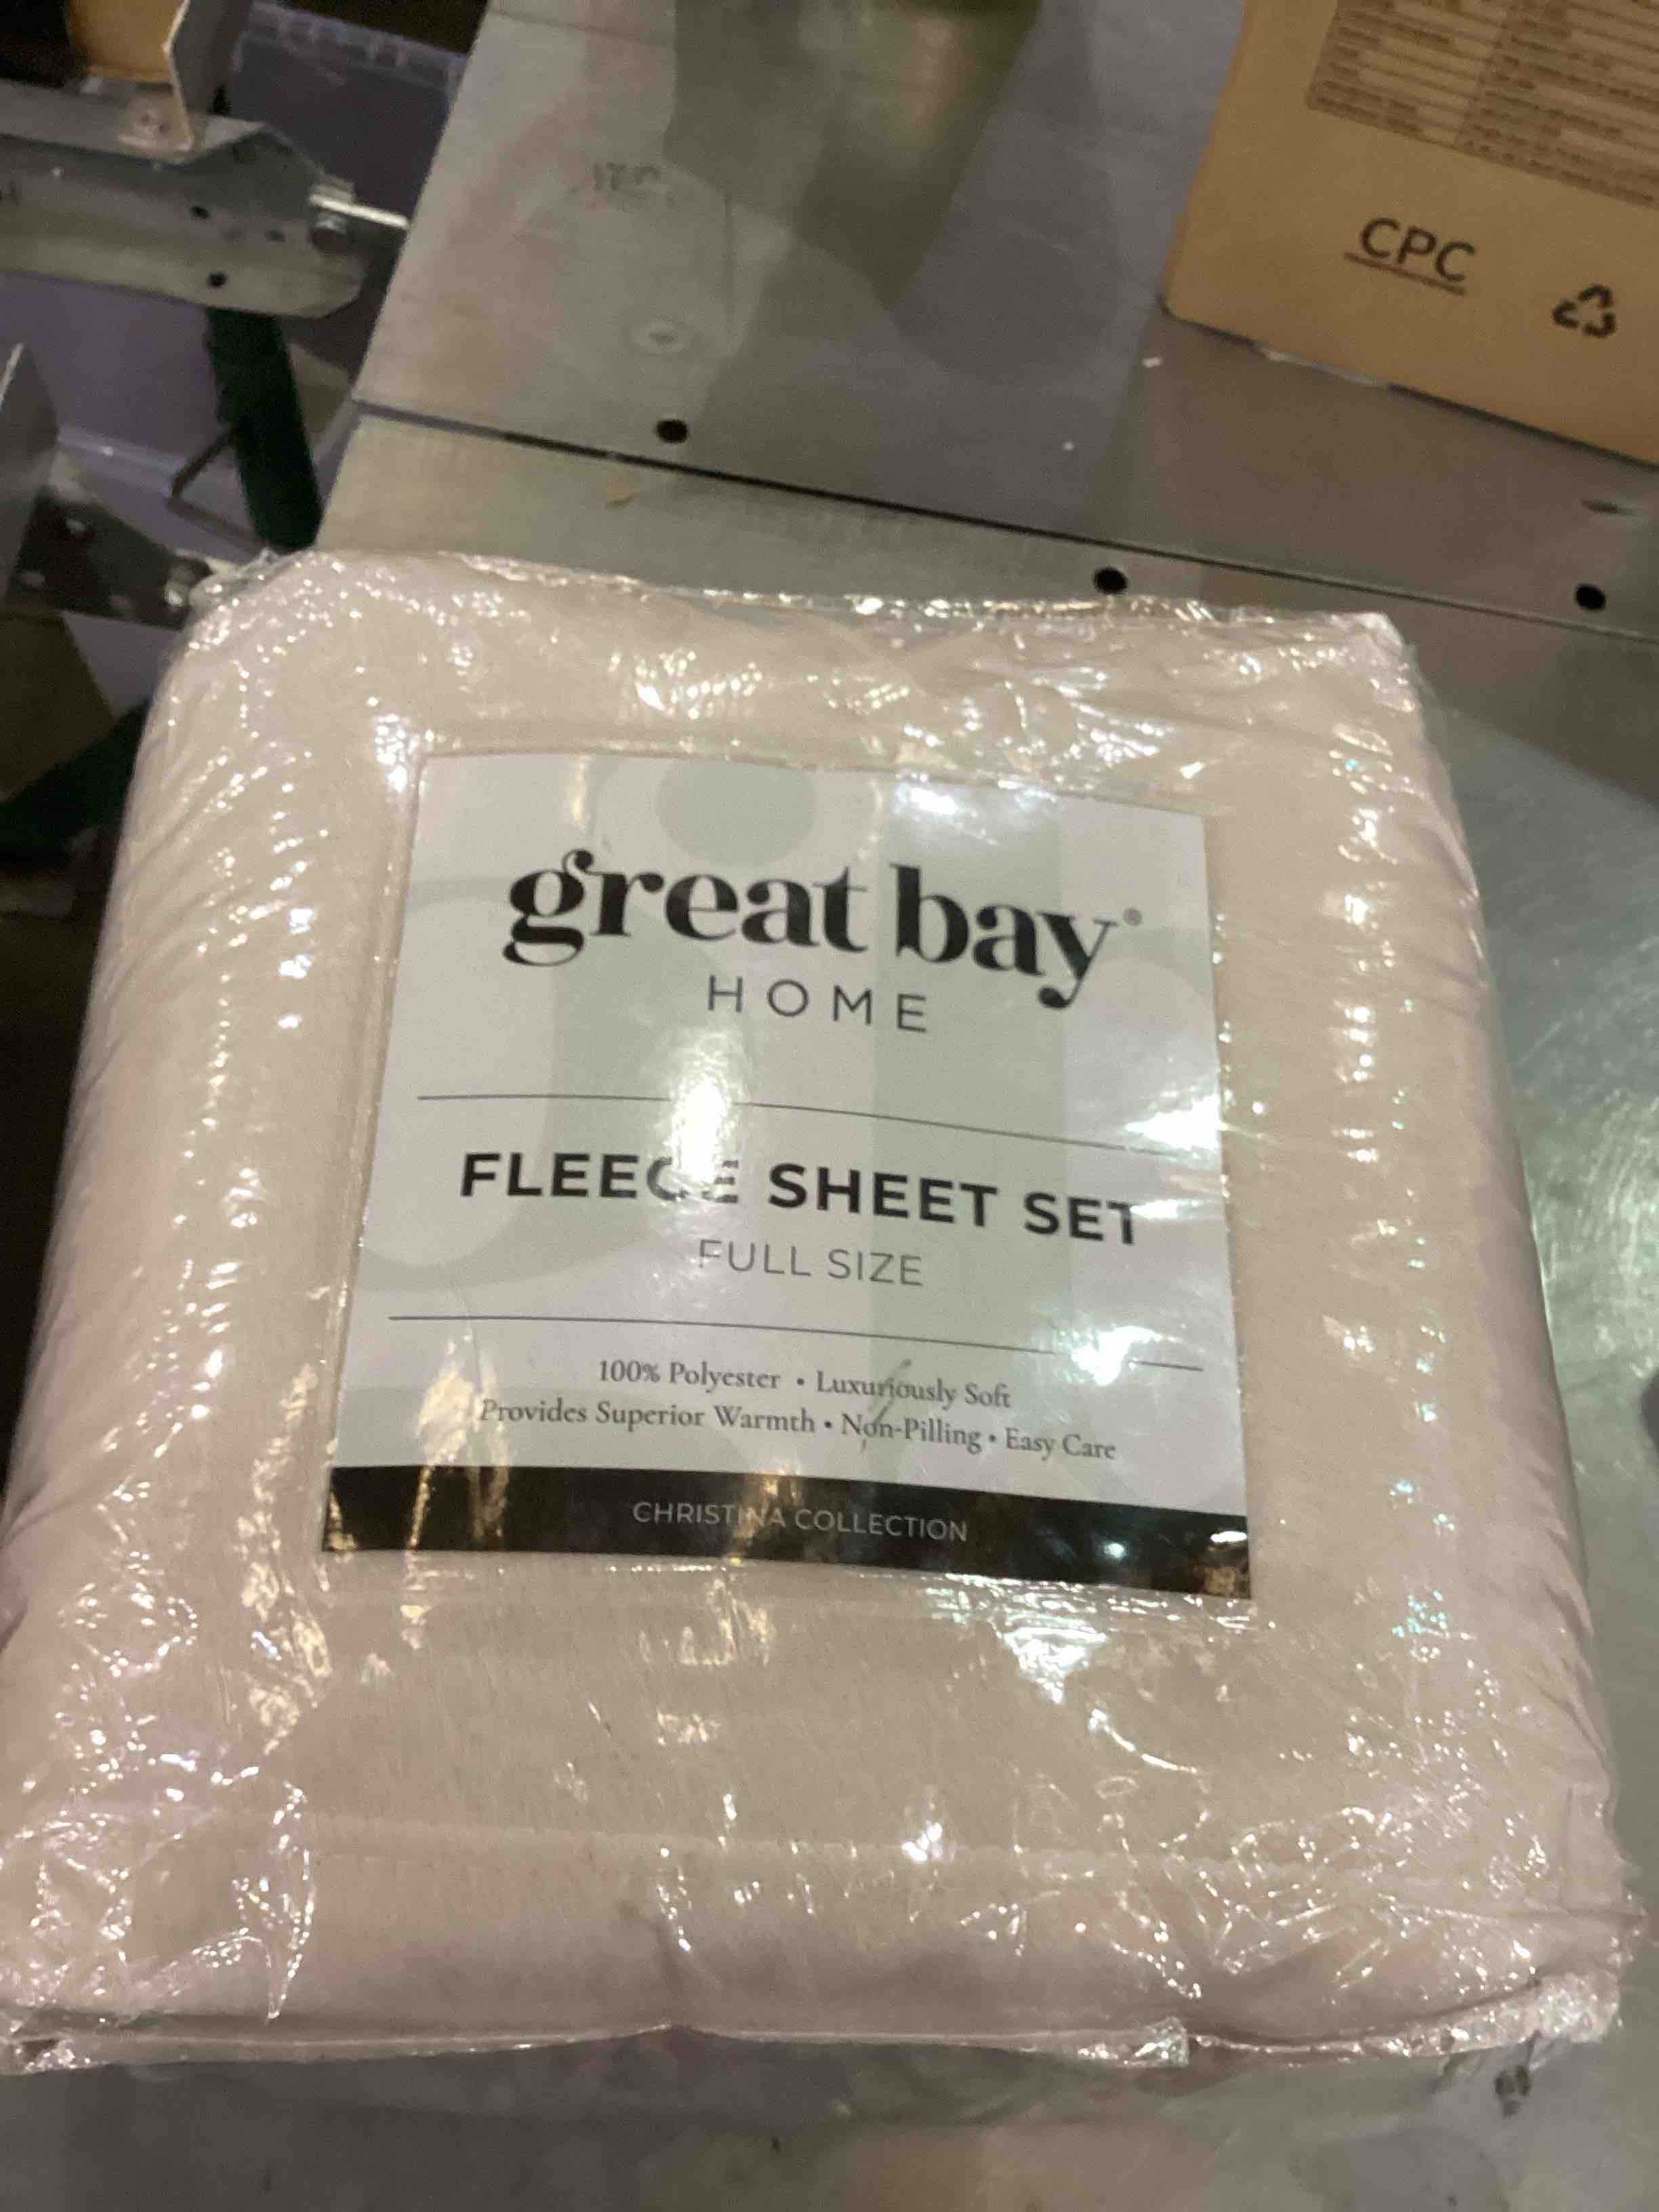 CPC
great bay®
HOME
FLEECE SHEET SET
FULL SIZE
100% Polyester • Luxuriously Soft
Provides Superior Warmth • Non-Pilling • Easy Care
CHRISTINA COLLECTION